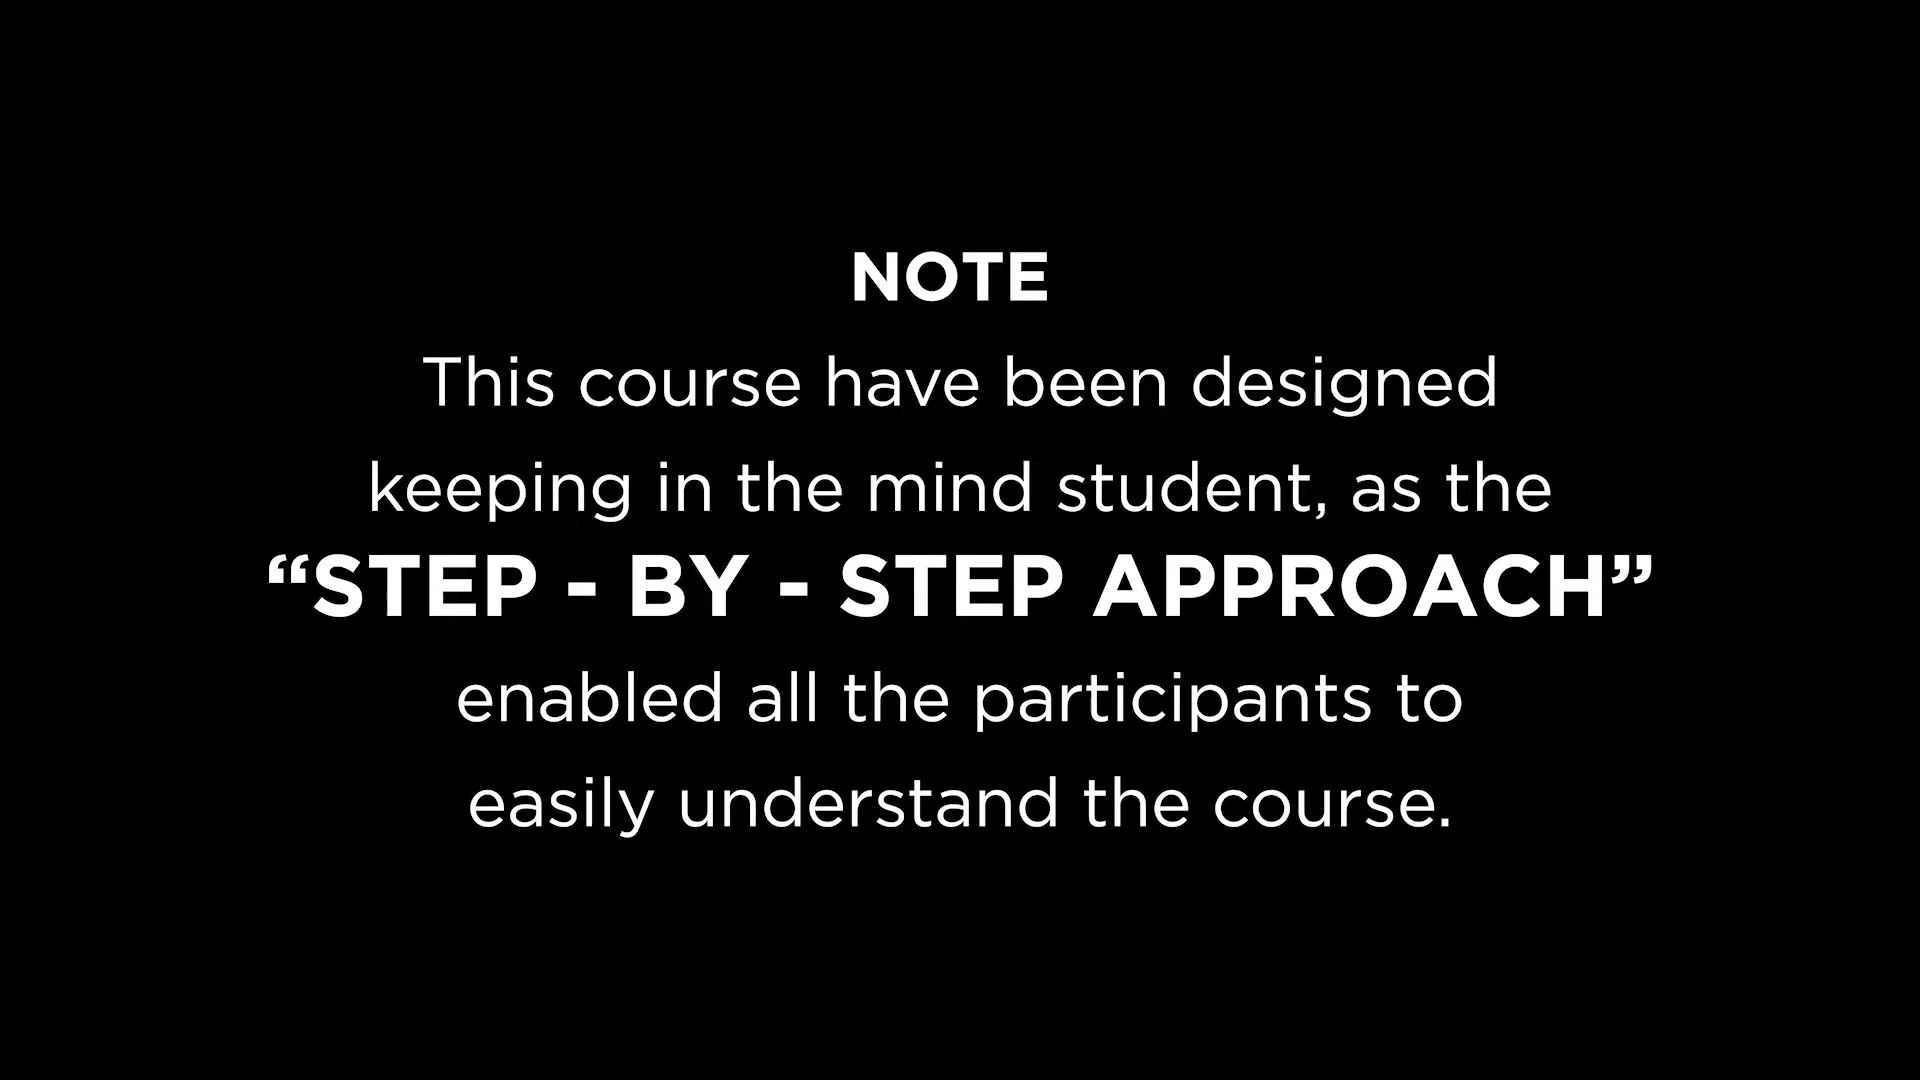 NOTE
This course have been designed
keeping in the mind student, as the
“STEP - BY - STEP APPROACH”
enabled all the participants to
easily understand the course.